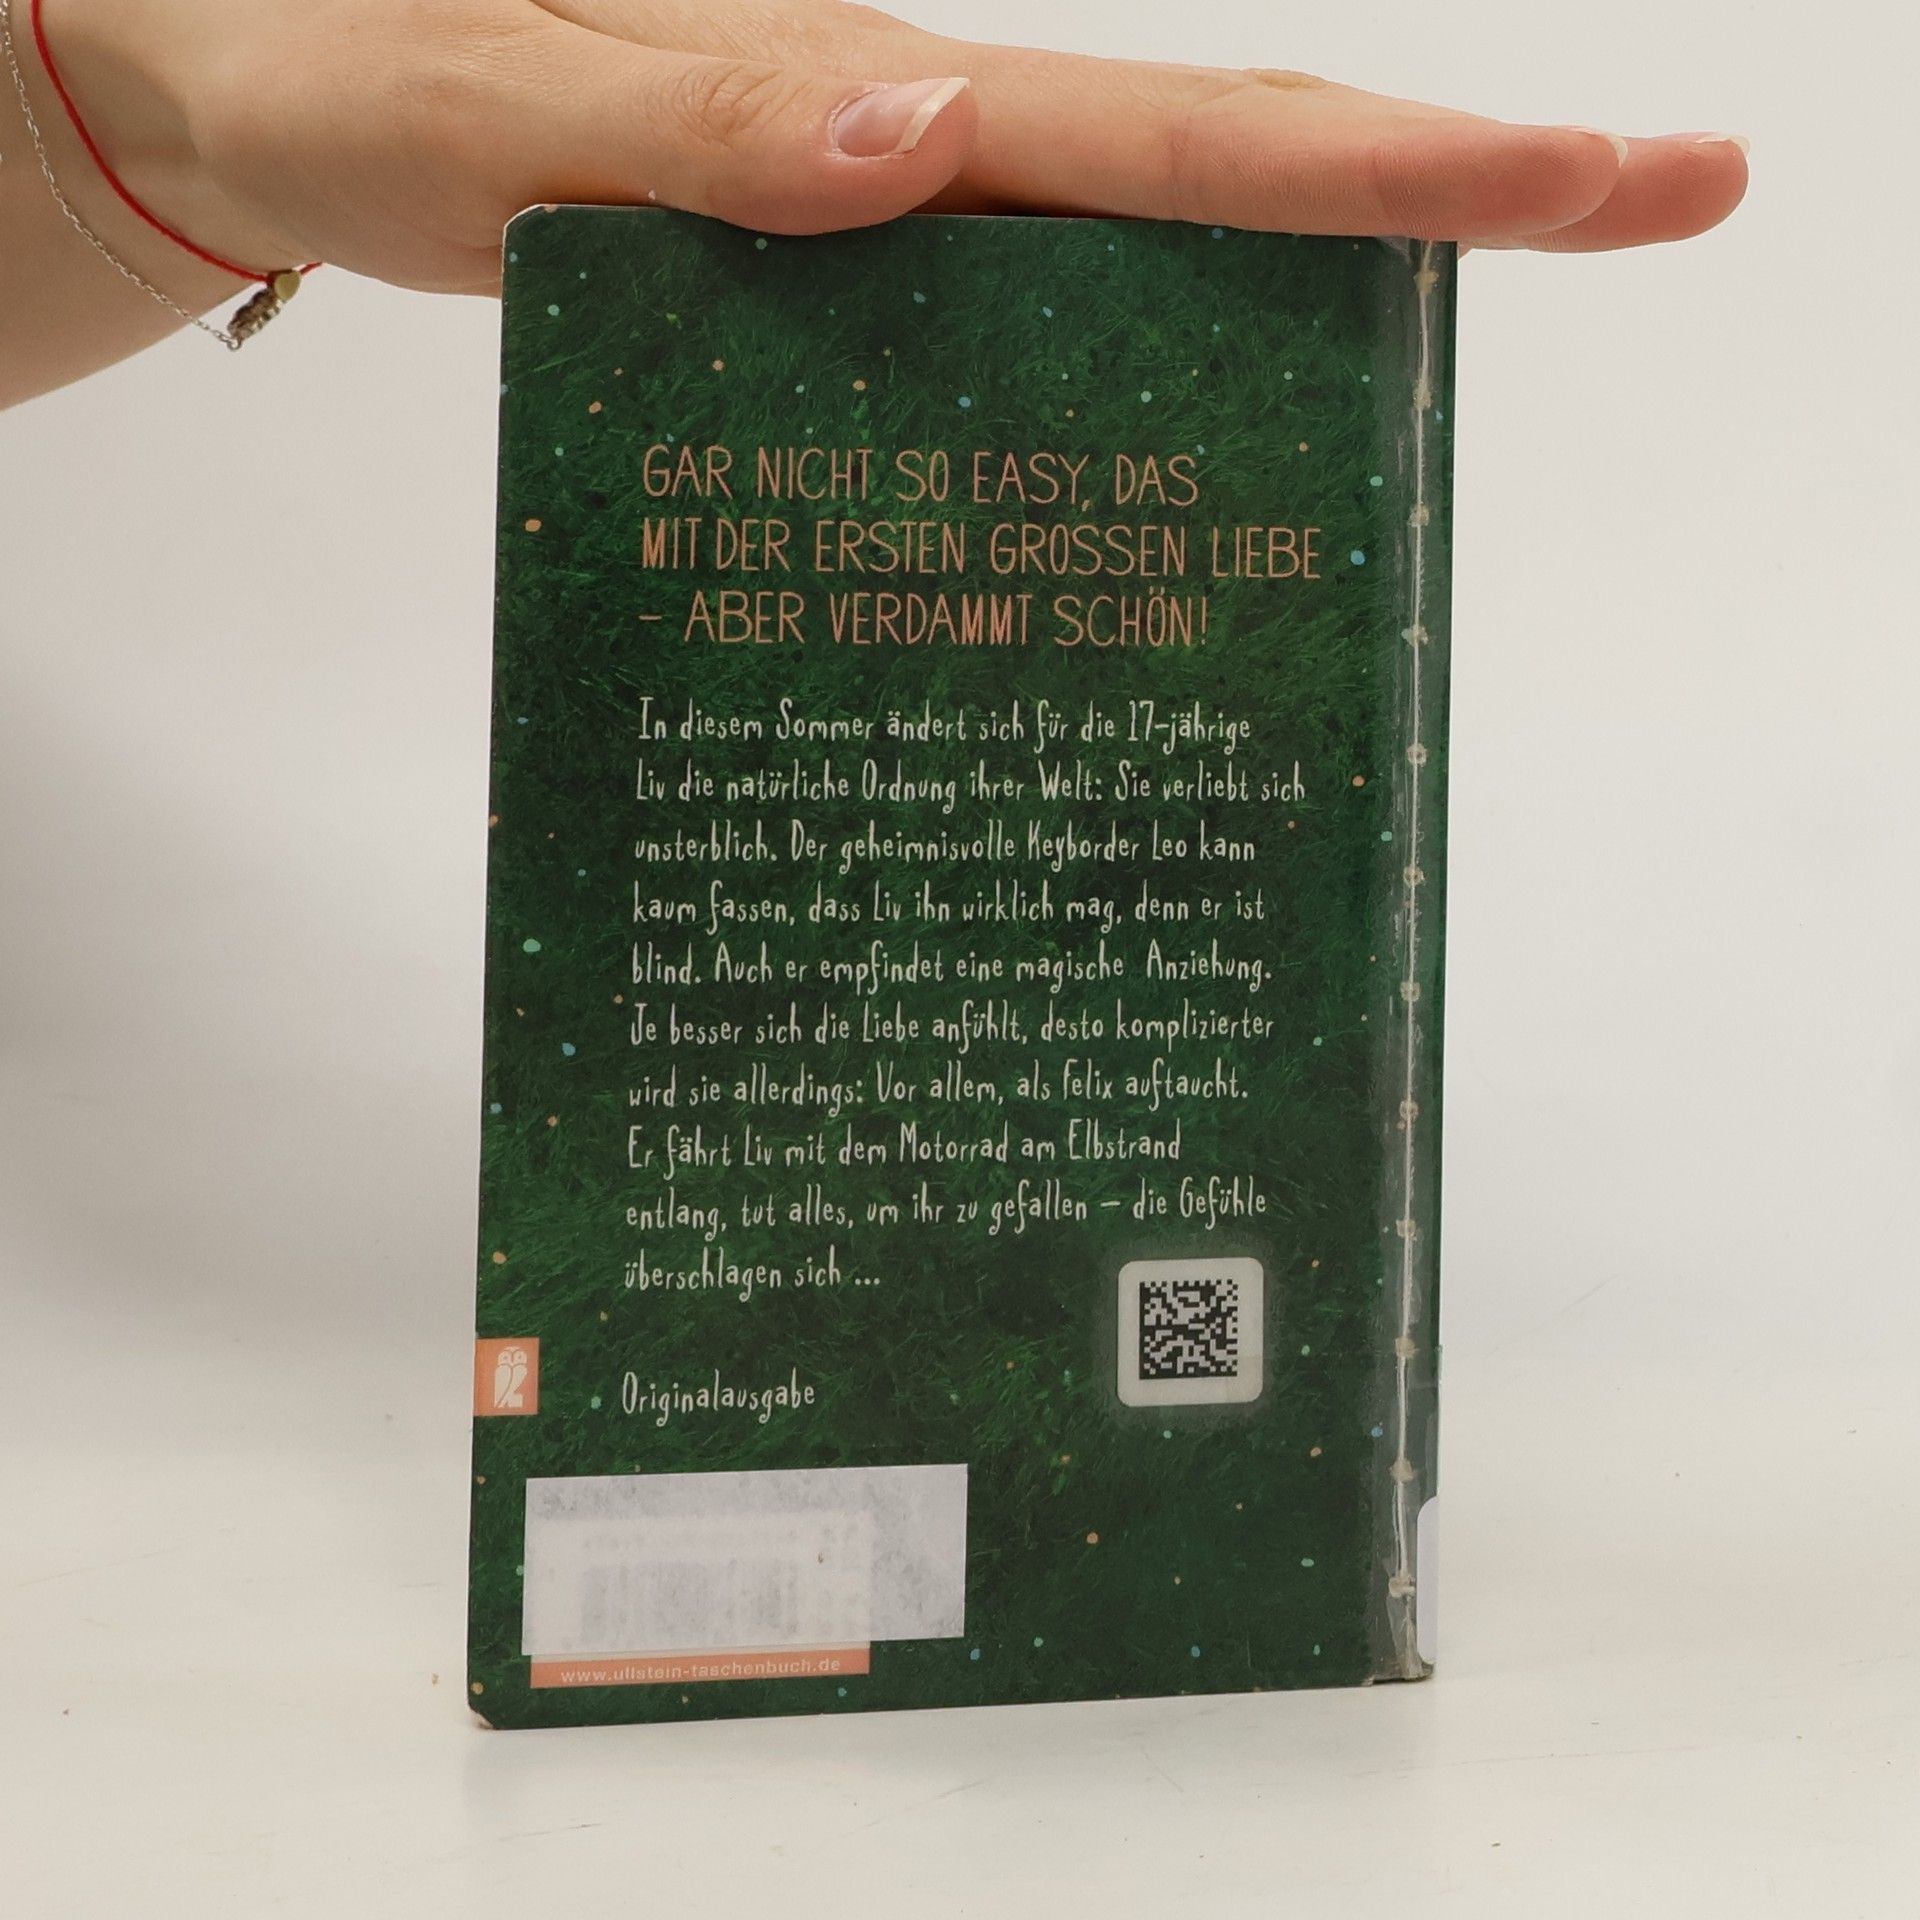 GAR NICHT SO EASY, DAS
MIT DER ERSTEN GROSSEN LIEBE
– ABER VERDAMMT SCHÖN!
In diesem Sommer ändert sich für die 17-jährige
Liv die natürliche Ordnung ihrer Welt: Sie verliebt sich
unsterblich. Der geheimnisvolle Keyborder Leo kann
kaum fassen, dass Liv ihn wirklich mag, denn er ist
blind. Auch er empfindet eine magische Anziehung.
Je besser sich die Liebe anfühlt, desto komplizierter
wird sie allerdings: Vor allem, als Felix auftaucht.
Er fährt Liv mit dem Motorrad am Elbstrand
entlang, tut alles, um ihr zu gefallen – die Gefühle
überschlagen sich ...
Originalausgabe
www.ullstein-taschenbuch.de